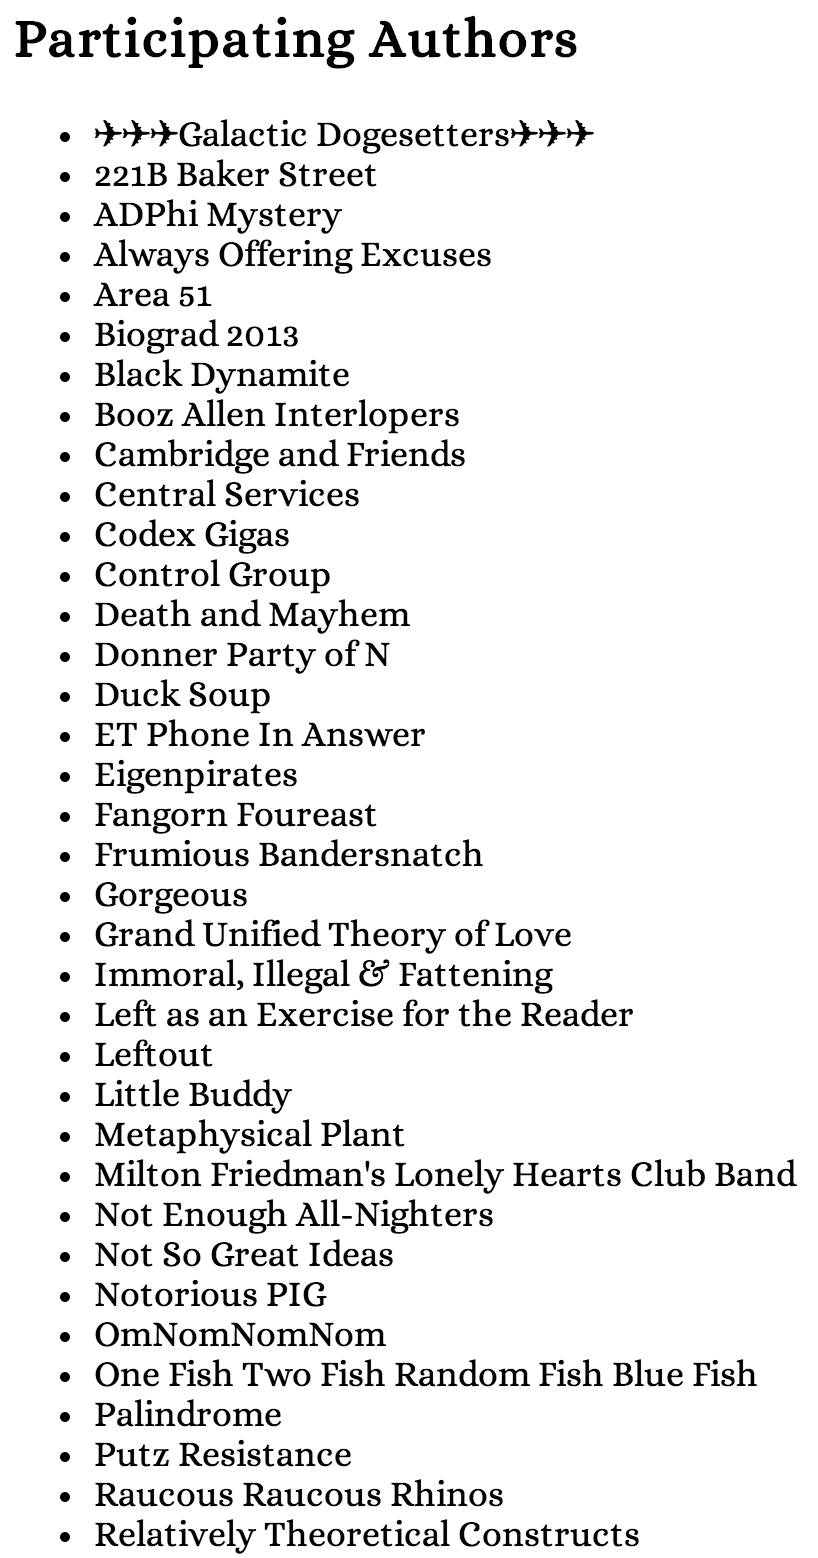 Participating Authors
• ✈✈✈Galactic Dogesetters✈✈✈
• 221B Baker Street
• ADPhi Mystery
• Always Offering Excuses
• Area 51
• Biograd 2013
• Black Dynamite
• Booz Allen Interlopers
• Cambridge and Friends
• Central Services
• Codex Gigas
• Control Group
• Death and Mayhem
• Donner Party of N
• Duck Soup
• ET Phone In Answer
• Eigenpirates
• Fangorn Foureast
• Frumious Bandersnatch
• Gorgeous
• Grand Unified Theory of Love
• Immoral, Illegal & Fattening
• Left as an Exercise for the Reader
• Leftout
• Little Buddy
• Metaphysical Plant
• Milton Friedman's Lonely Hearts Club Band
• Not Enough All-Nighters
• Not So Great Ideas
• Notorious PIG
• OmNomNomNom
• One Fish Two Fish Random Fish Blue Fish
• Palindrome
• Putz Resistance
• Raucous Raucous Rhinos
• Relatively Theoretical Constructs